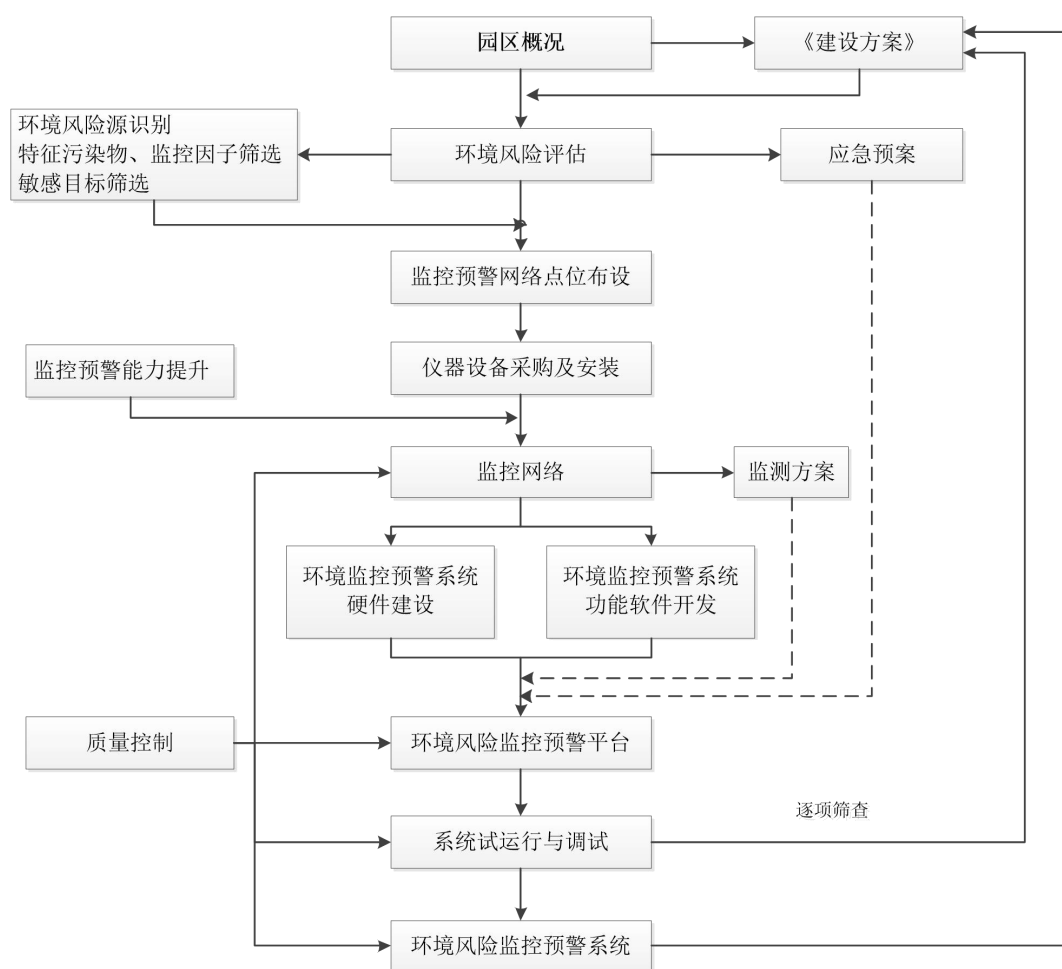 园区概况
《建设方案》
环境风险源识别
特征污染物、监控因子筛选
敏感目标筛选
环境风险评估
应急预案
监控预警网络点位布设
监控预警能力提升
仪器设备采购及安装
监控网络
监测方案
环境监控预警系统
硬件建设
环境监控预警系统
功能软件开发
质量控制
环境风险监控预警平台
逐项筛查
系统试运行与调试
环境风险监控预警系统